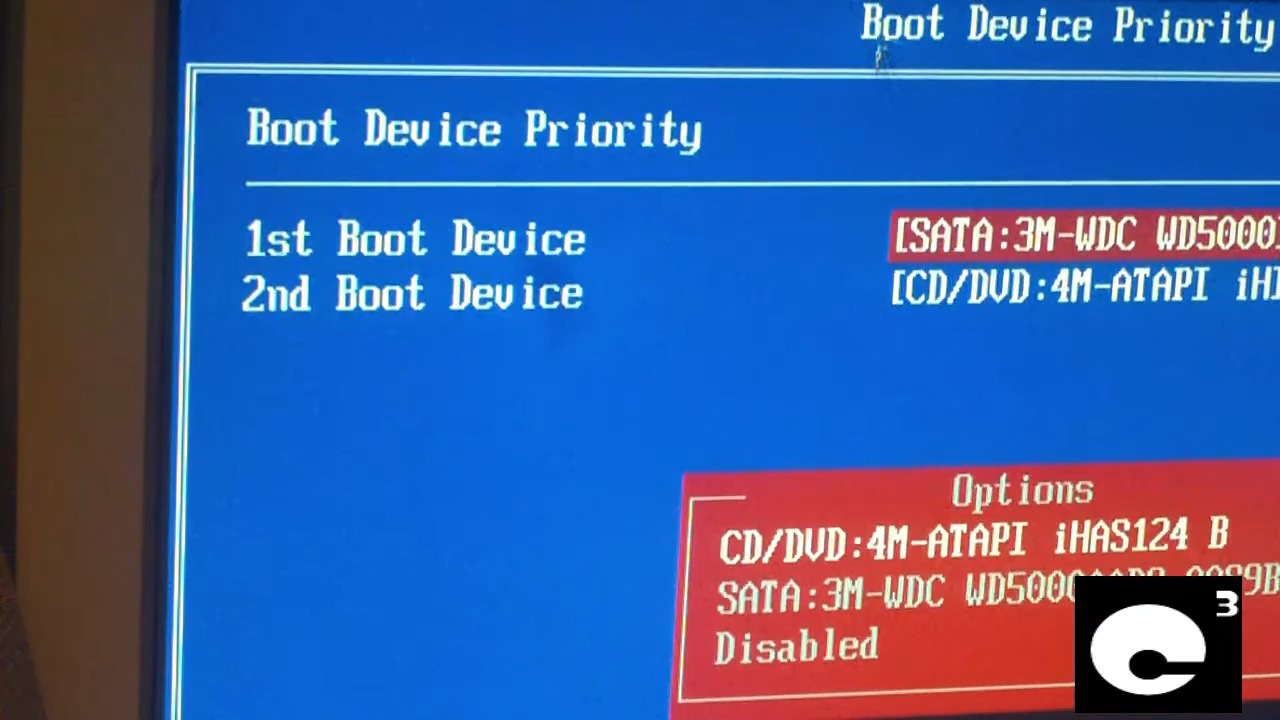 Boot Device Priority
Boot Device Priority
1st Boot Device [SATA:3M-WDC WD5000
2nd Boot Device [CD/DVD:4M-ATAPI
Options
CD/DVD:4M-ATAPI iHAS124 B
SATA:3M-WDC
Disabled
3